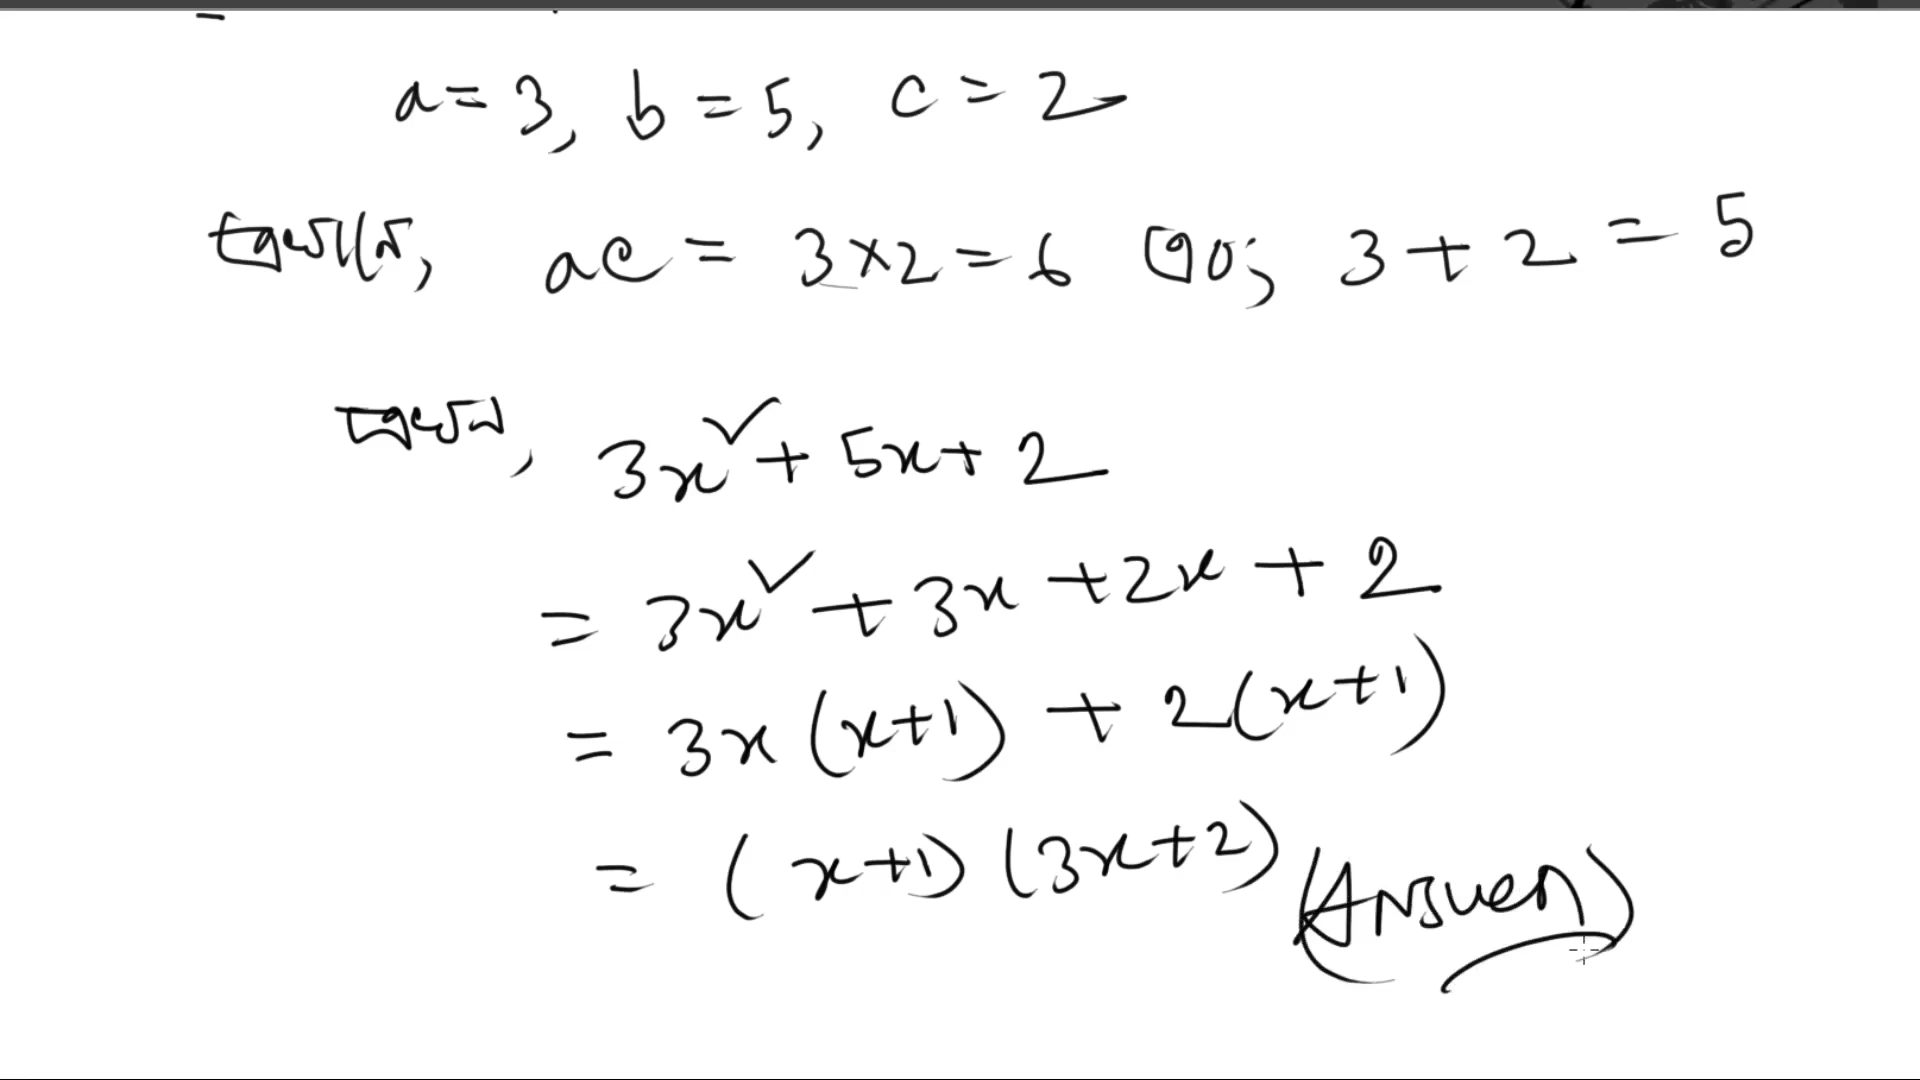 a = 3, b = 5, c = 2
এখানে, ac = 3 × 2 = 6 এবং 3 + 2 = 5
এখন, 3x² + 5x + 2
= 3x² + 3x + 2x + 2
= 3x (x+1) + 2(x+1)
= (x+1) (3x+2) (Answer)